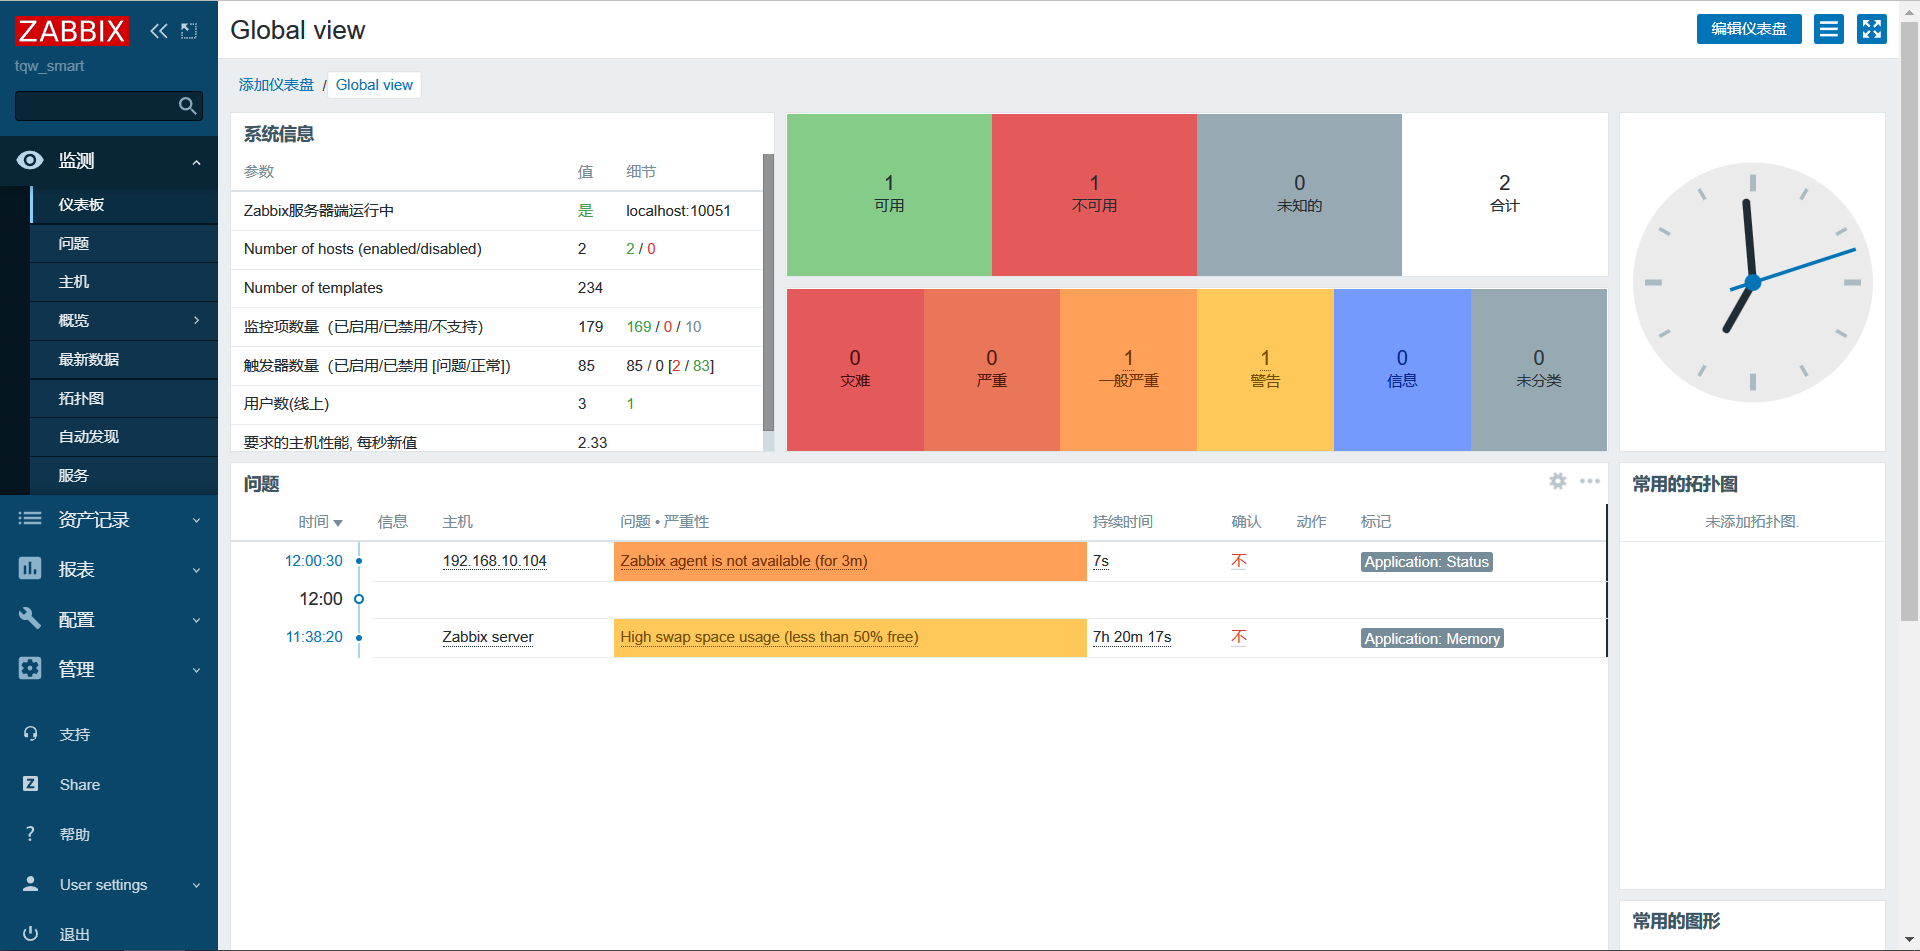 ZABBIX
tqw_smart
监测
仪表板
问题
主机
概览
最新数据
拓扑图
自动发现
服务
资产记录
报表
配置
管理
支持
Z Share
? 帮助
User settings
退出
Global view
编辑仪表盘
添加仪表盘 / Global view
系统信息
参数 值 细节
Zabbix服务器端运行中 是 localhost:10051
Number of hosts (enabled/disabled) 2 2 / 0
Number of templates 234
监控项数量（已启用/已禁用/不支持) 179 169 / 0 / 10
触发器数量（已启用/已禁用 [问题/正常]) 85 85 / 0 [2 / 83]
用户数(线上) 3 1
要求的主机性能, 每秒新值 2.33
1 1 0 2
可用 不可用 未知的 合计
0 0 1 1 0 0
灾难 严重 一般严重 警告 信息 未分类
问题
时间 信息 主机 问题 • 严重性 持续时间 确认 动作 标记
12:00:30 192.168.10.104 Zabbix agent is not available (for 3m) 7s 不 Application: Status
12:00
11:38:20 Zabbix server High swap space usage (less than 50% free) 7h 20m 17s 不 Application: Memory
常用的拓扑图
未添加拓扑图.
常用的图形